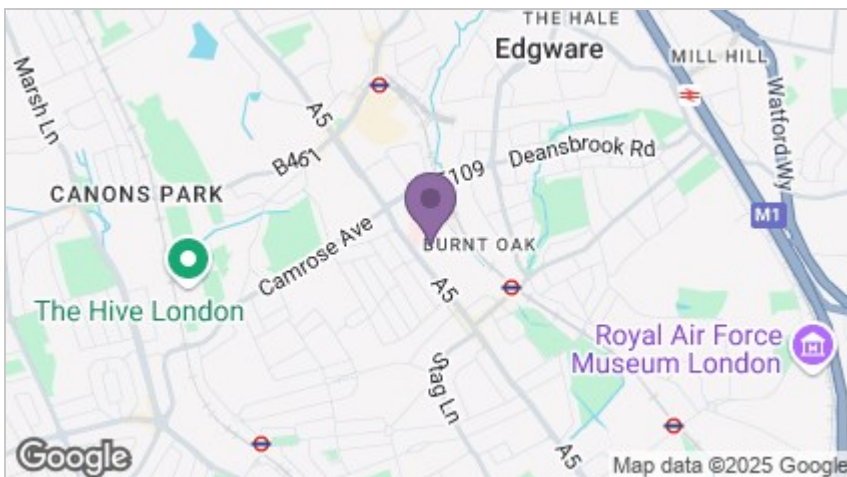 THE HALE
Edgware
MILL HILL
Marsh Ln
A5
Watford Wy
B461
Deansbrook Rd
CANONS PARK
M1
Camrose Ave
BURNT OAK
The Hive London
A5
Royal Air Force
Museum London
Stag Ln
A5
Google
Map data ©2025 Google